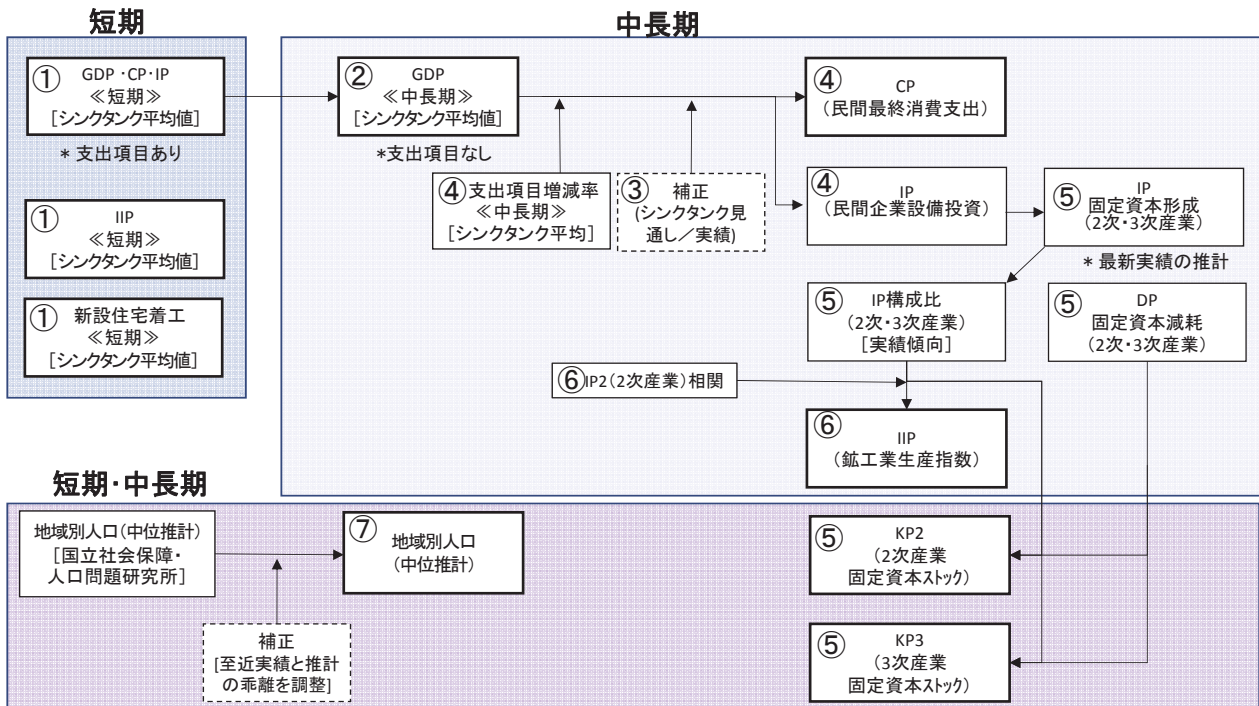 短期
①
GDP・CP・IP
≪短期≫
[シンクタンク平均値]
＊支出項目あり
①
IIP
≪短期≫
[シンクタンク平均値]
①
新設住宅着工
≪短期≫
[シンクタンク平均値]
中長期
②
GDP
≪中長期≫
[シンクタンク平均値]
＊支出項目なし
④
支出項目増減率
≪中長期≫
[シンクタンク平均]
③
補正
(シンクタンク見
通し／実績)
④
CP
(民間最終消費支出)
④
IP
(民間企業設備投資)
⑤
IP
固定資本形成
(2次・3次産業)
＊最新実績の推計
⑤
IP構成比
(2次・3次産業)
[実績傾向]
⑤
DP
固定資本減耗
(2次・3次産業)
⑥IP2(2次産業)相関
⑥
IIP
(鉱工業生産指数)
短期・中長期
地域別人口(中位推計)
[国立社会保障・
人口問題研究所]
⑦
地域別人口
(中位推計)
補正
[至近実績と推計
の乖離を調整]
⑤
KP2
(2次産業
固定資本ストック)
⑤
KP3
(3次産業
固定資本ストック)